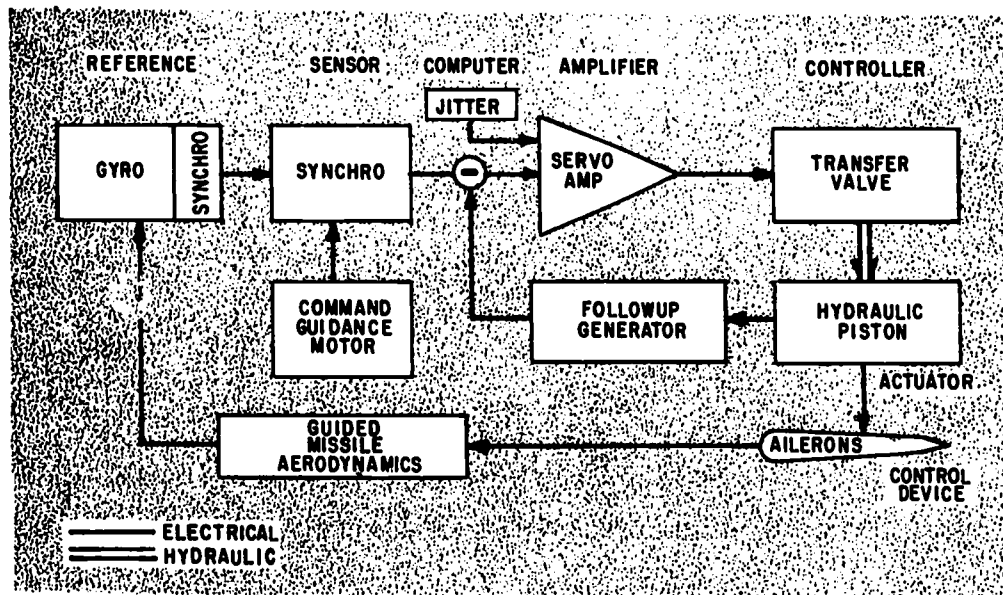 REFERENCE
SENSOR
COMPUTER
AMPLIFIER
CONTROLLER
JITTER
GYRO
SYNCHRO
SYNCHRO
SERVO
AMP
TRANSFER
VALVE
COMMAND
GUIDANCE
MOTOR
FOLLOWUP
GENERATOR
HYDRAULIC
PISTON
ACTUATOR
GUIDED
MISSILE
AERODYNAMICS
AILERONS
CONTROL
DEVICE
ELECTRICAL
HYDRAULIC